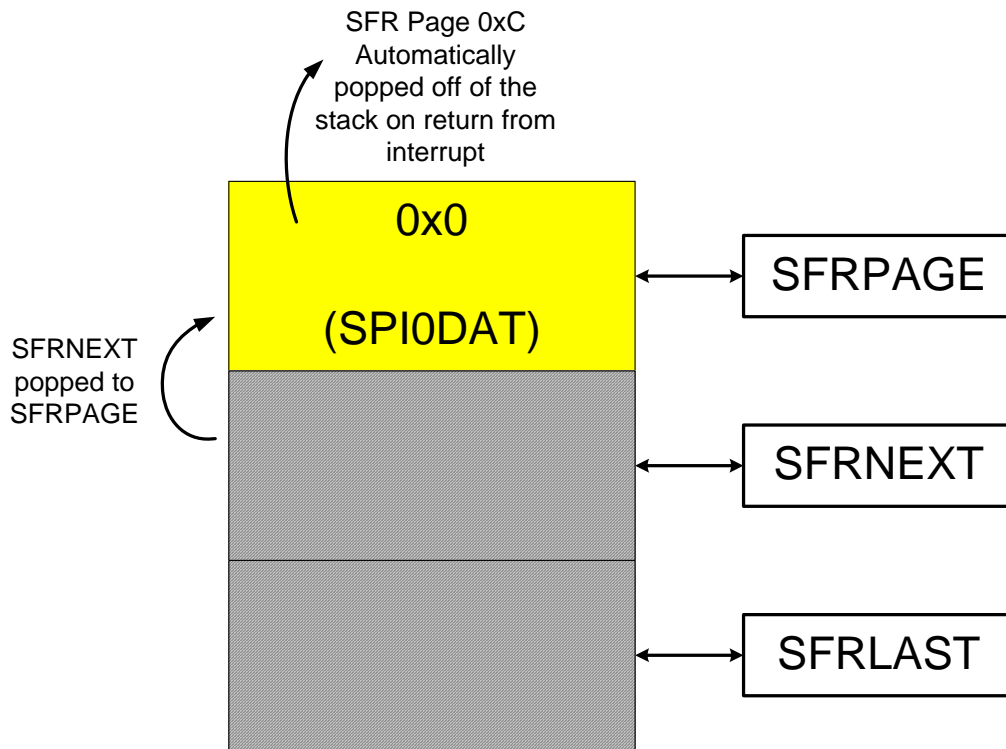 SFR Page 0xC
Automatically
popped off of the
stack on return from
interrupt
0x0
(SPI0DAT)
SFRPAGE
SFRNEXT
popped to
SFRPAGE
SFRNEXT
SFRLAST